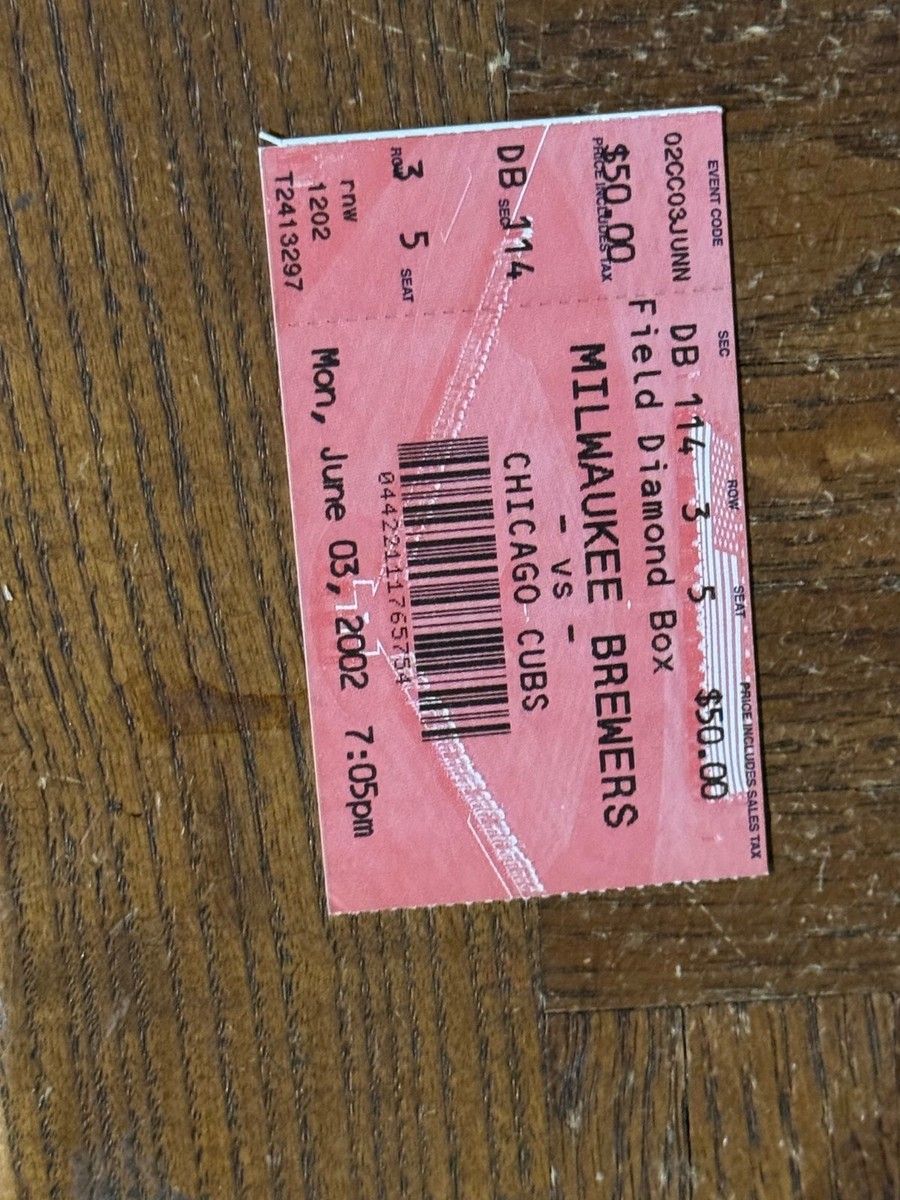 EVENT CODE
02CC03JUNN
$50.00
PRICE INCLUDES TAX
DB SEC 114
ROW 3 5 SEAT
rnw
1202
T2413297
SEC ROW SEAT PRICE INCLUDES SALES TAX
DB 114 3 5 $50.00
Field Diamond Box
MILWAUKEE BREWERS
- VS -
CHICAGO CUBS
0442211765754
Mon, June 03, 2002 7:05pm